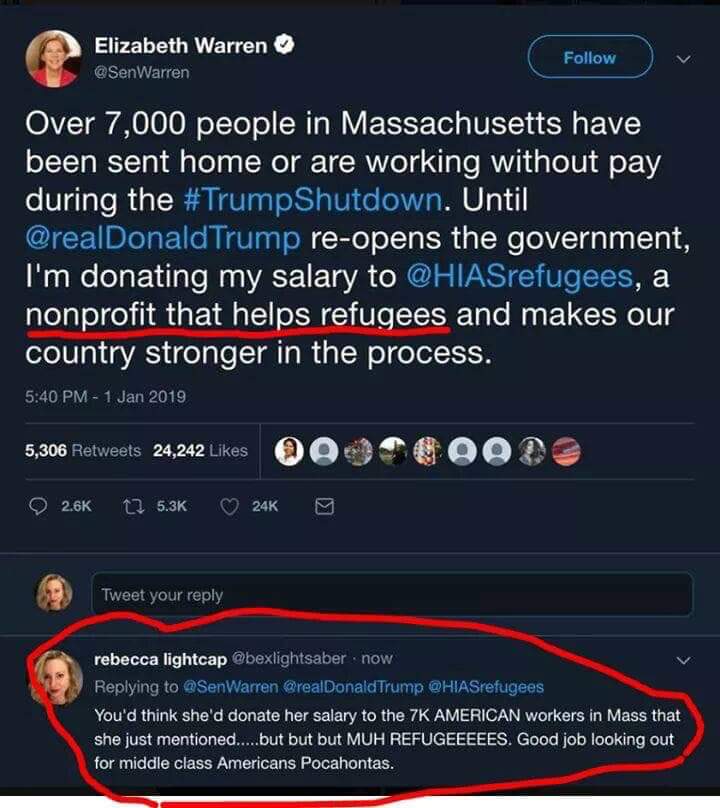 Elizabeth Warren
@SenWarren
Follow
Over 7,000 people in Massachusetts have
been sent home or are working without pay
during the #TrumpShutdown. Until
@realDonaldTrump re-opens the government,
I'm donating my salary to @HIASrefugees, a
nonprofit that helps refugees and makes our
country stronger in the process.
5:40 PM - 1 Jan 2019
5,306 Retweets 24,242 Likes
2.6K 5.3K 24K
Tweet your reply
rebecca lightcap @bexlightsaber · now
Replying to @SenWarren @realDonaldTrump @HIASrefugees
You'd think she'd donate her salary to the 7K AMERICAN workers in Mass that
she just mentioned.....but but but MUH REFUGEEEEES. Good job looking out
for middle class Americans Pocahontas.